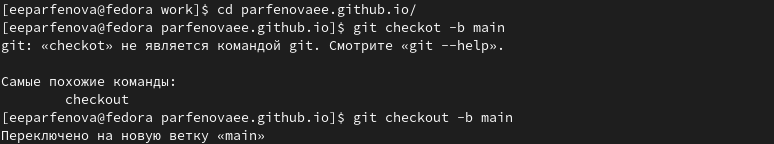 [eeparfenova@fedora work]$ cd parfenovaee.github.io/
[eeparfenova@fedora parfenovaee.github.io]$ git checkot -b main
git: «checkot» не является командой git. Смотрите «git --help».
Самые похожие команды:
checkout
[eeparfenova@fedora parfenovaee.github.io]$ git checkout -b main
Переключено на новую ветку «main»